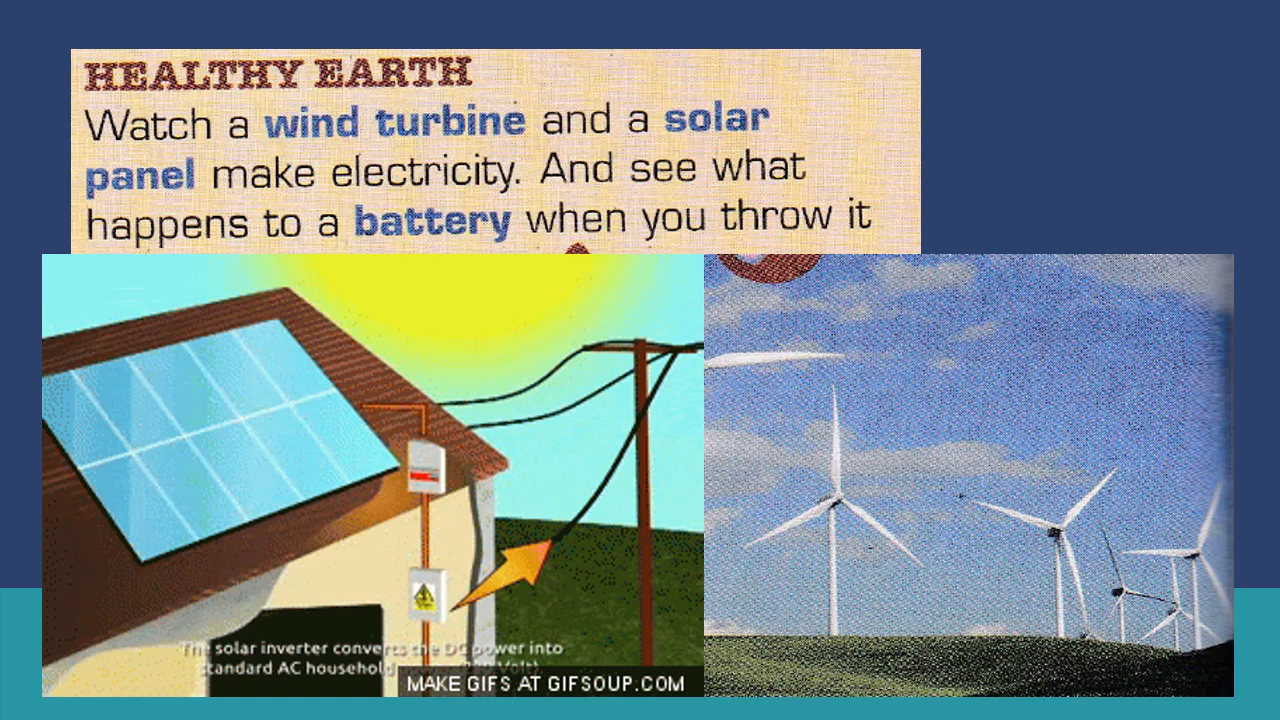 HEALTHY EARTH
Watch a wind turbine and a solar
panel make electricity. And see what
happens to a battery when you throw it
The solar inverter converts the DC power into
standard AC household
MAKE GIFS AT GIFSOUP.COM